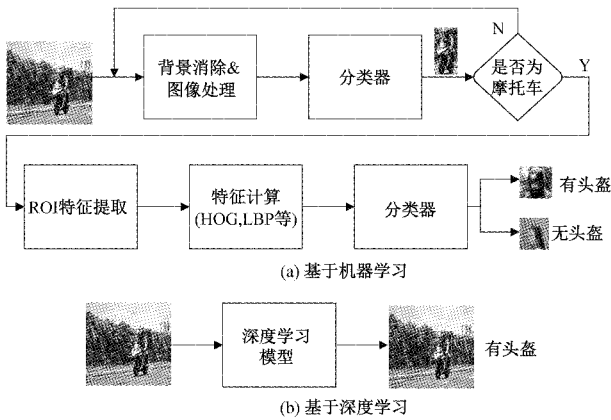 N
背景消除&
图像处理
分类器
是否为
摩托车
Y
ROI特征提取
特征计算
(HOG,LBP等)
分类器
有头盔
无头盔
(a) 基于机器学习
深度学习
模型
有头盔
(b) 基于深度学习